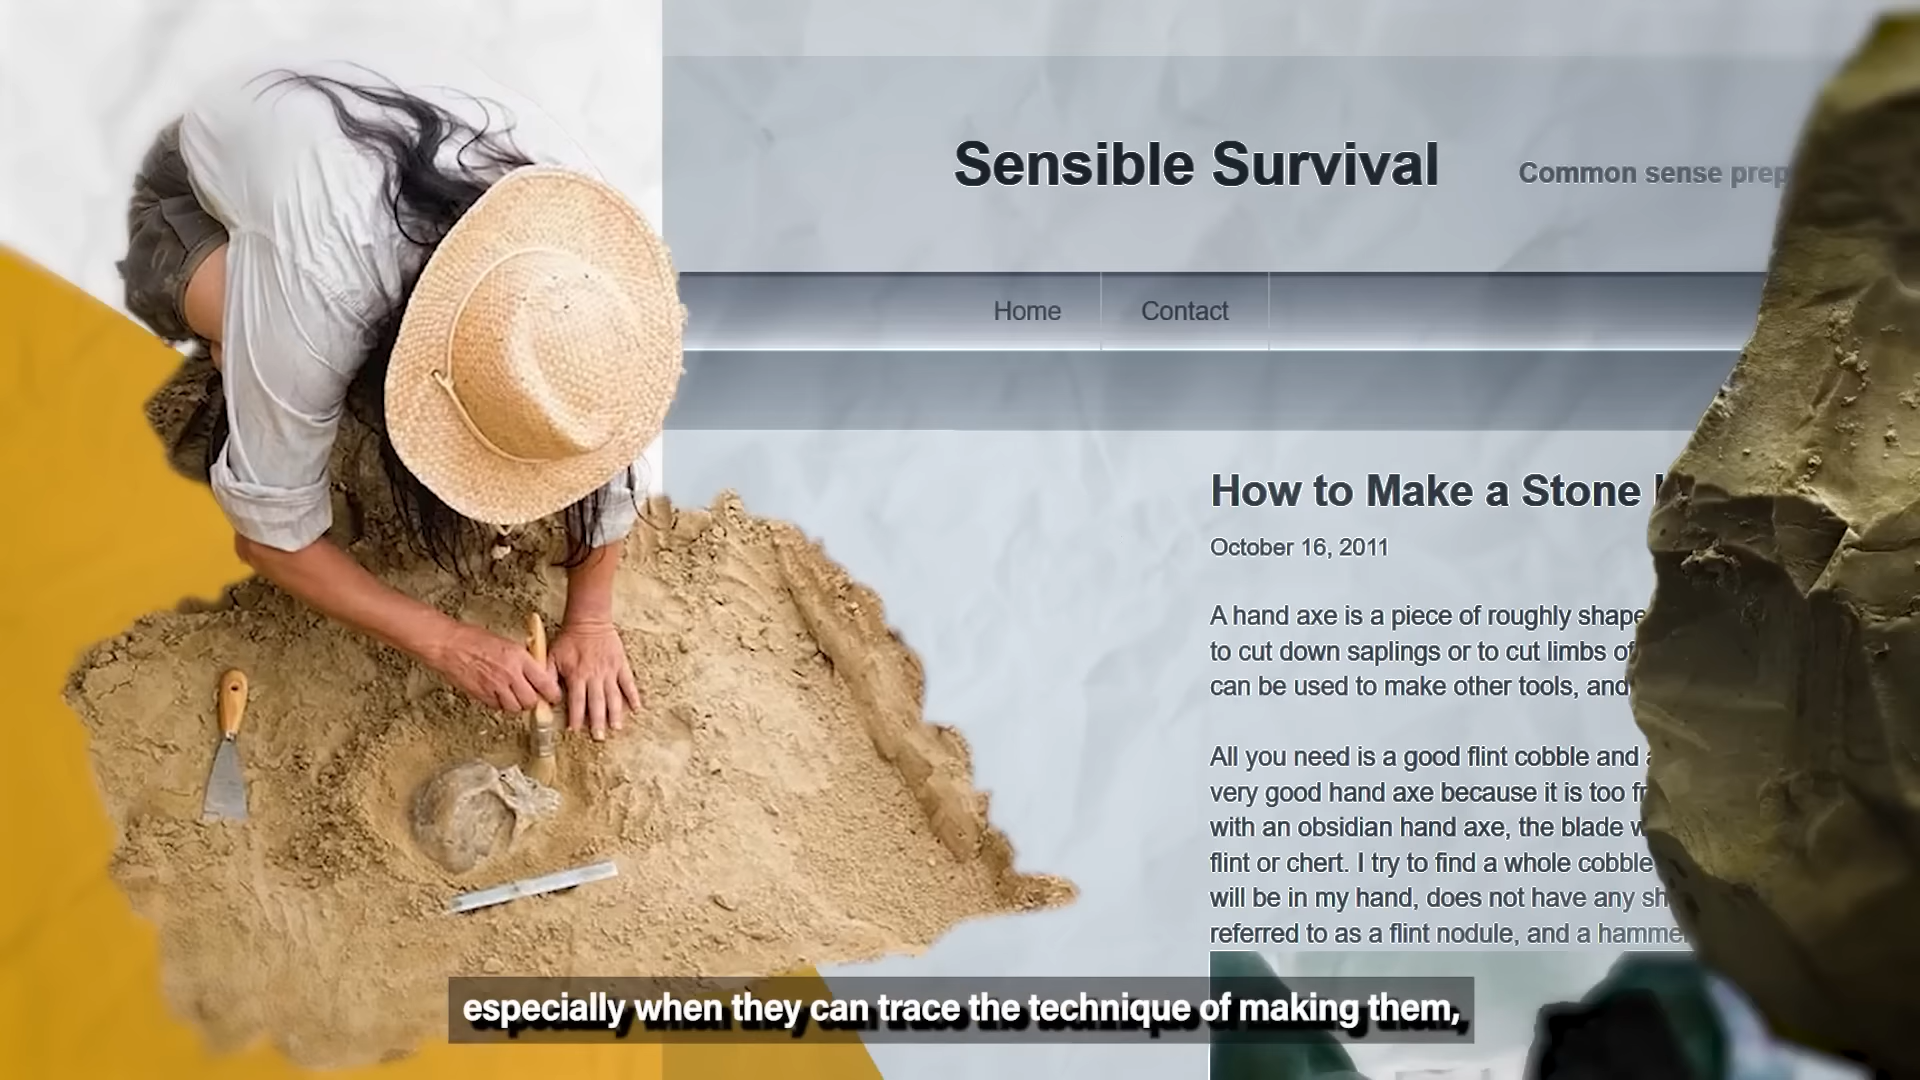 Sensible Survival
Common sense prep
Home
Contact
How to Make a Stone
October 16, 2011
A hand axe is a piece of roughly shape
to cut down saplings or to cut limbs of
can be used to make other tools, and
All you need is a good flint cobble and
very good hand axe because it is too fr
with an obsidian hand axe, the blade w
flint or chert. I try to find a whole cobble
will be in my hand, does not have any sh
referred to as a flint nodule, and a hammer
especially when they can trace the technique of making them,